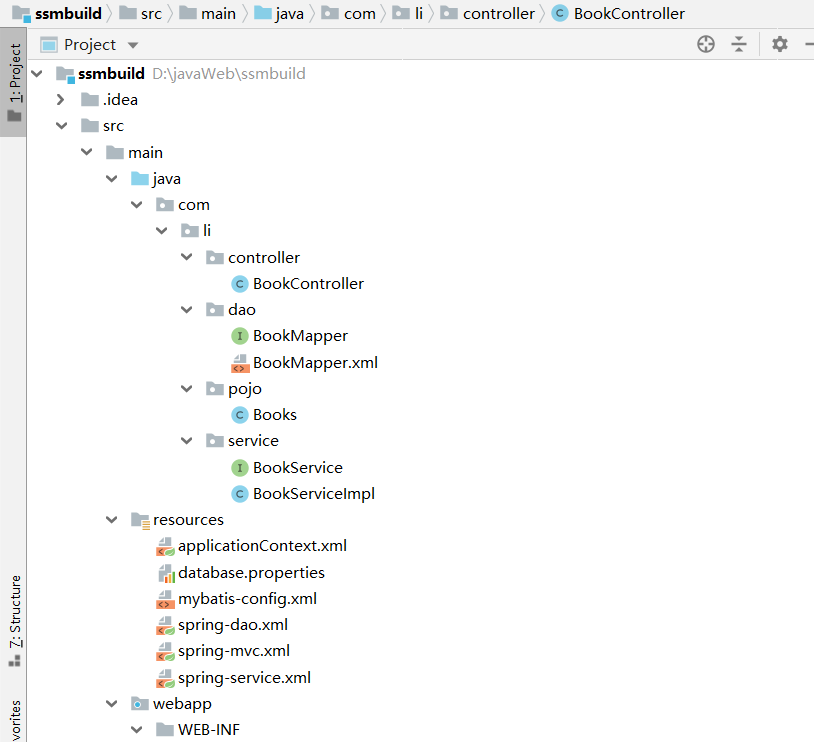 ssmbuild src main java com li controller BookController
Project
1: Project
ssmbuild D:\javaWeb\ssmbuild
.idea
src
main
java
com
li
controller
BookController
dao
BookMapper
BookMapper.xml
pojo
Books
service
BookService
BookServiceImpl
resources
applicationContext.xml
database.properties
mybatis-config.xml
spring-dao.xml
spring-mvc.xml
spring-service.xml
webapp
WEB-INF
7: Structure
vorites